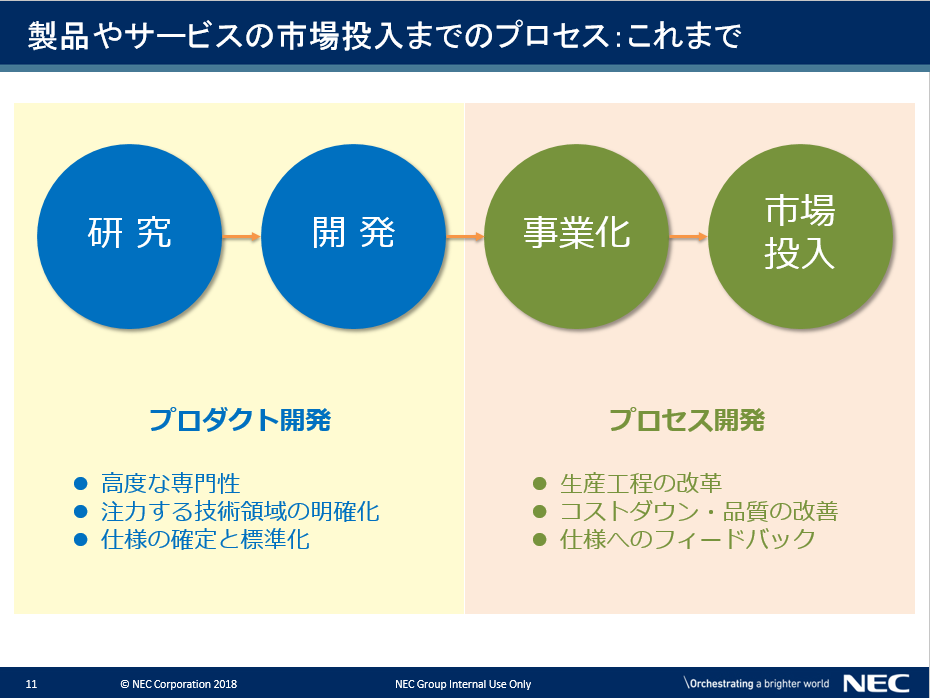 製品やサービスの市場投入までのプロセス：これまで
研 究
開 発
事業化
市場
投入
プロダクト開発
● 高度な専門性
● 注力する技術領域の明確化
● 仕様の確定と標準化
プロセス開発
● 生産工程の改革
● コストダウン・品質の改善
● 仕様へのフィードバック
11
© NEC Corporation 2018
NEC Group Internal Use Only
\Orchestrating a brighter world
NEC